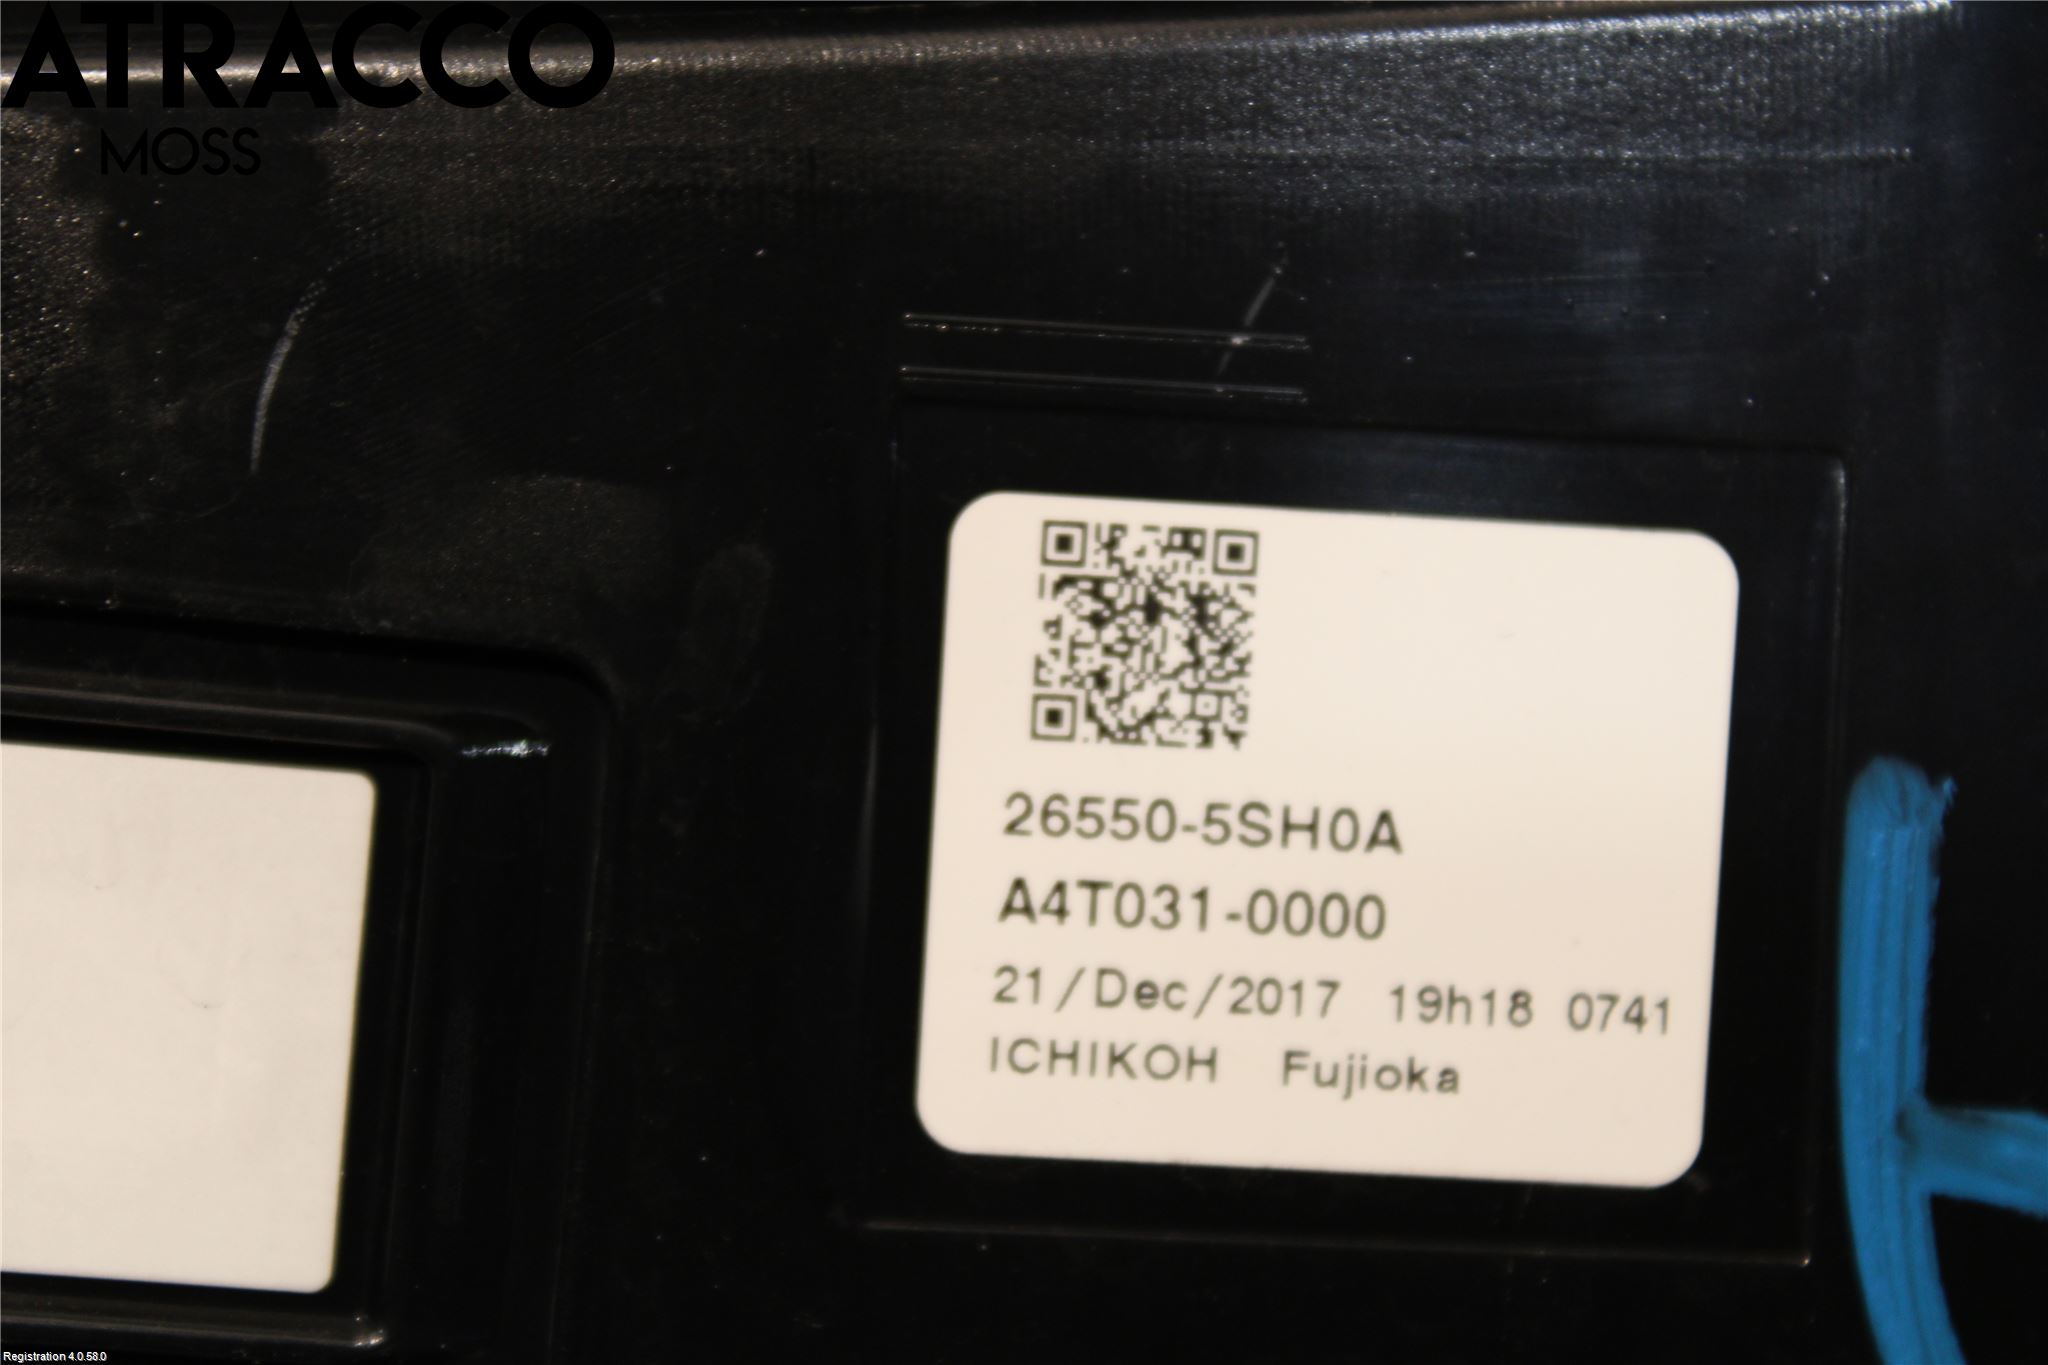 ATRACCO
MOSS
26550-5SH0A
A4T031-0000
21/Dec/2017 19h18 0741
ICHIKOH Fujioka
Registration 4.0.58.0